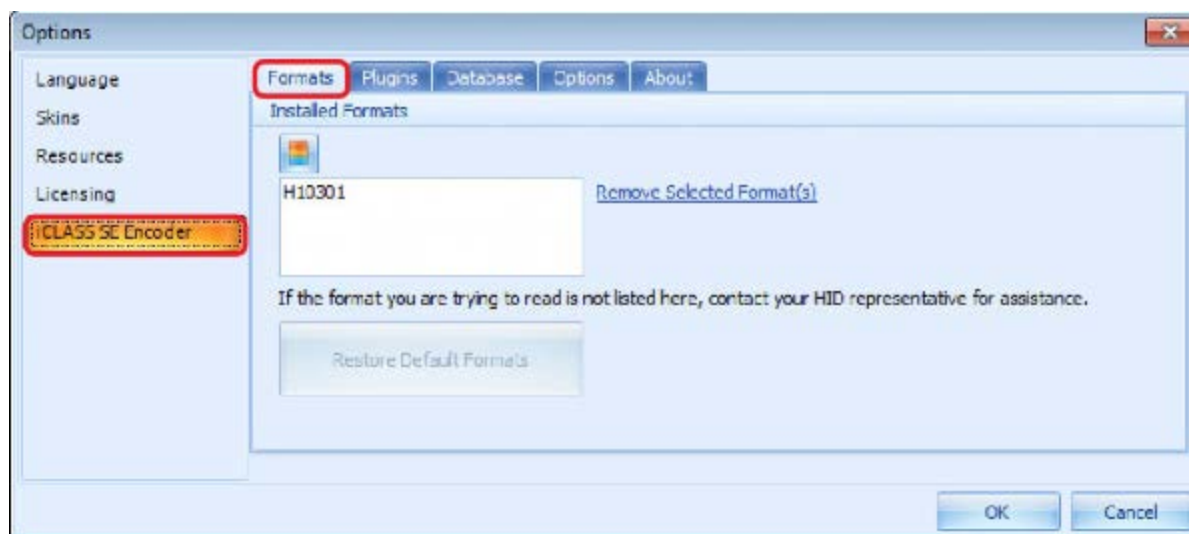 Options
Language
Skins
Resources
Licensing
iCLASS SE Encoder
Formats Plugins Database Options About
Installed Formats
H10301
Remove Selected Format(s)
If the format you are trying to read is not listed here, contact your HID representative for assistance.
Restore Default Formats
OK Cancel